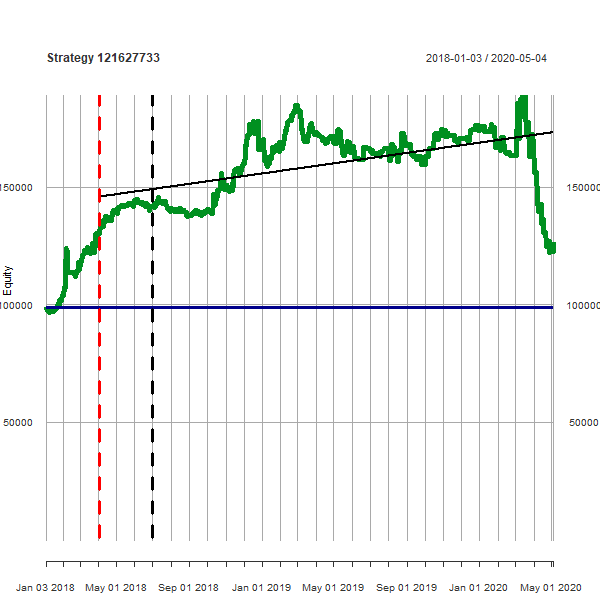 Strategy 121627733
2018-01-03 / 2020-05-04
150000
150000
Equity
100000
100000
50000
50000
Jan 03 2018
May 01 2018
Sep 01 2018
Jan 01 2019
May 01 2019
Sep 01 2019
Jan 01 2020
May 01 2020